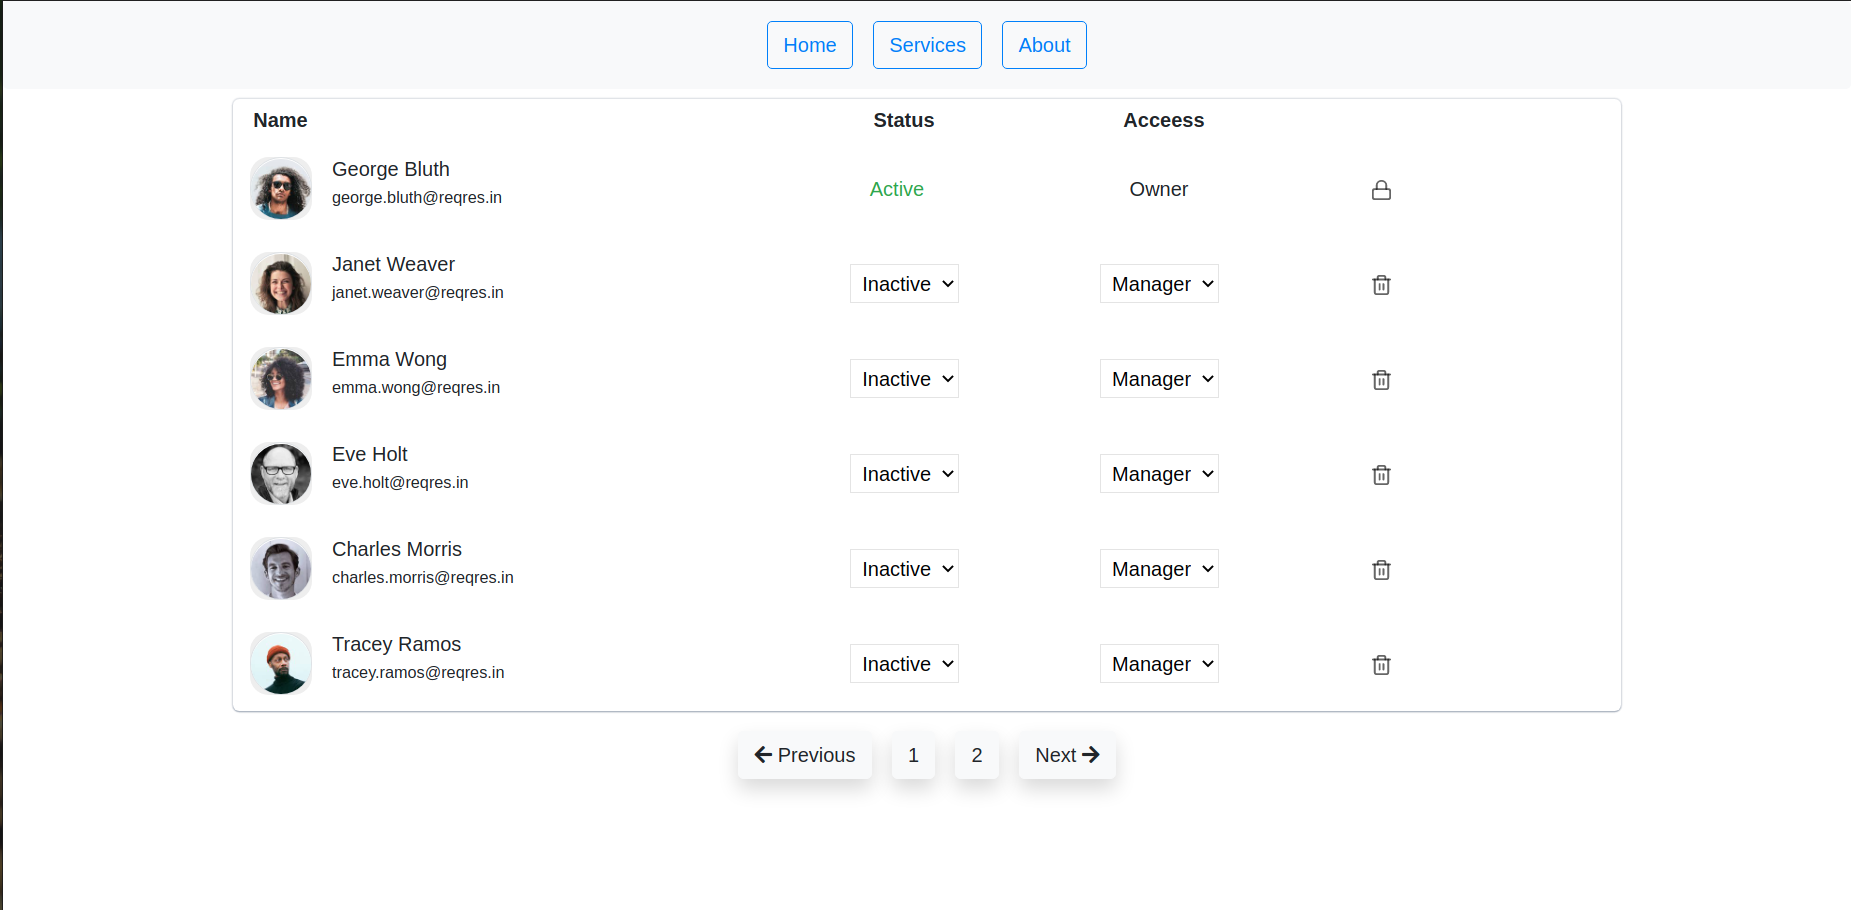 Home Services About
Name Status Acceess
George Bluth
george.bluth@reqres.in
Active Owner
Janet Weaver
janet.weaver@reqres.in
Inactive Manager
Emma Wong
emma.wong@reqres.in
Inactive Manager
Eve Holt
eve.holt@reqres.in
Inactive Manager
Charles Morris
charles.morris@reqres.in
Inactive Manager
Tracey Ramos
tracey.ramos@reqres.in
Inactive Manager
Previous 1 2 Next